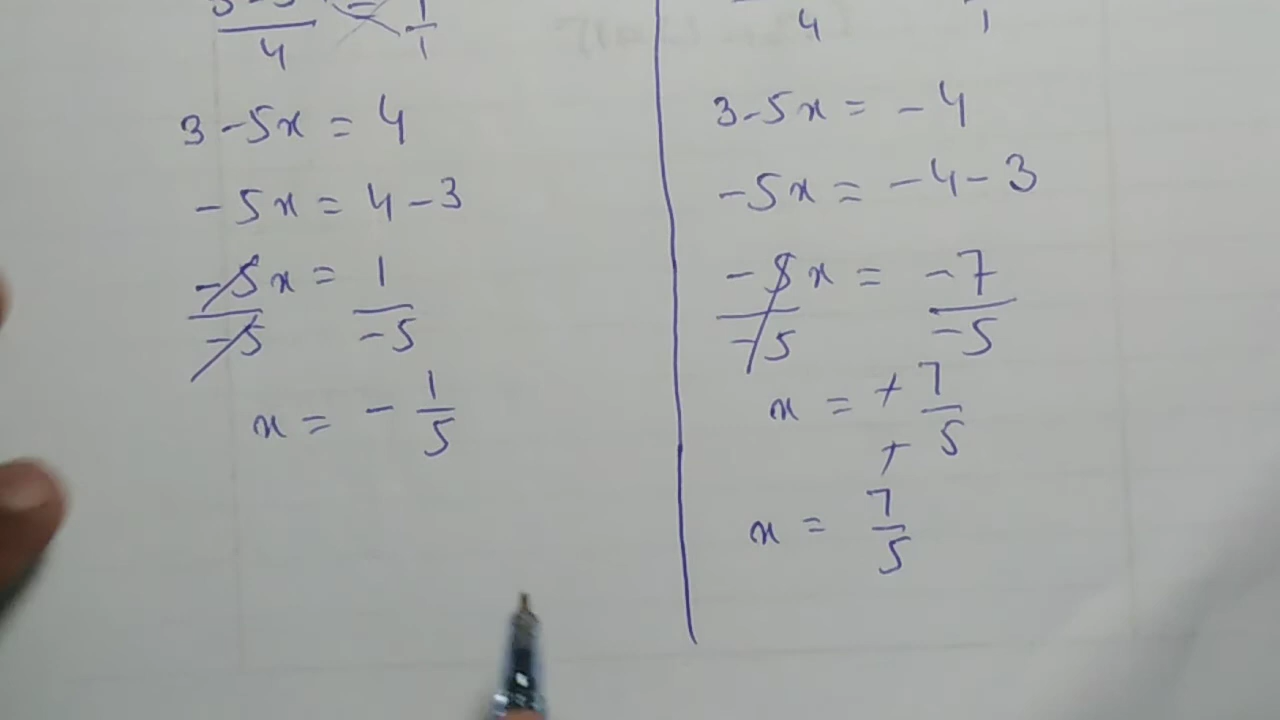 4 1
3 - 5x = 4
- 5x = 4 - 3
-5x = 1
-5 -5
x = - 1
5
4 1
3 - 5x = - 4
- 5x = - 4 - 3
- 5x = - 7
-5 - 5
x = + 7
+ 5
x = 7
5